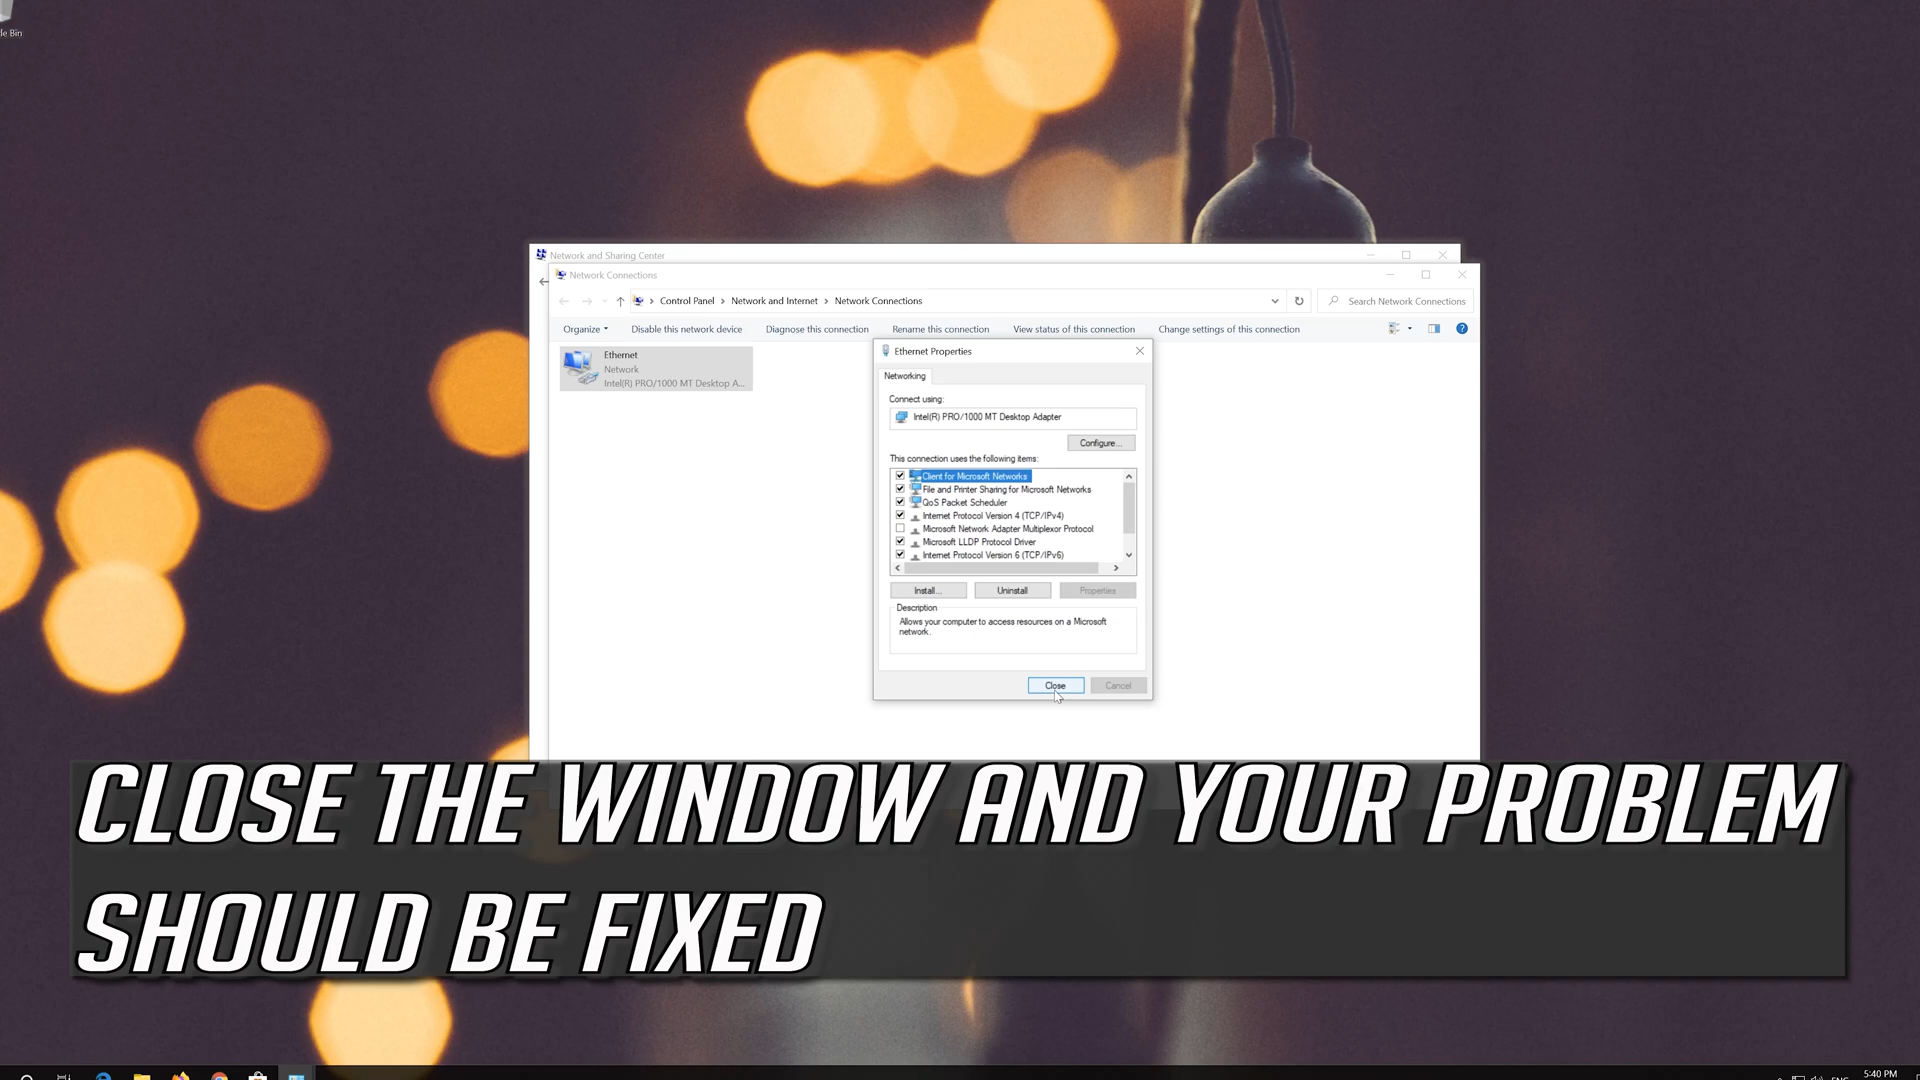 de Bin
Network and Sharing Center
Network Connections
Control Panel > Network and Internet > Network Connections
Search Network Connections
Organize
Disable this network device
Diagnose this connection
Rename this connection
View status of this connection
Change settings of this connection
Ethernet
Network
Intel(R) PRO/1000 MT Desktop A...
Ethernet Properties
Networking
Connect using:
Intel(R) PRO/1000 MT Desktop Adapter
Configure...
This connection uses the following items:
Client for Microsoft Networks
File and Printer Sharing for Microsoft Networks
QoS Packet Scheduler
Internet Protocol Version 4 (TCP/IPv4)
Microsoft Network Adapter Multiplexor Protocol
Microsoft LLDP Protocol Driver
Internet Protocol Version 6 (TCP/IPv6)
Install...
Uninstall
Properties
Description
Allows your computer to access resources on a Microsoft
network.
Close
Cancel
CLOSE THE WINDOW AND YOUR PROBLEM
SHOULD BE FIXED
ENG
5:40 PM